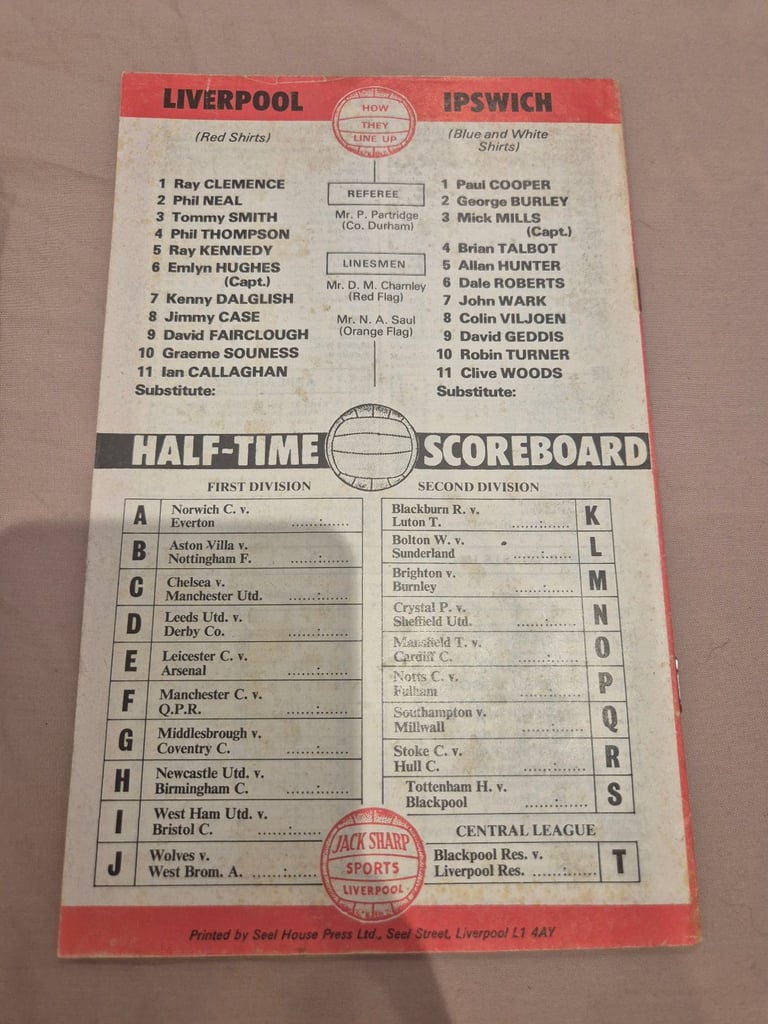 LIVERPOOL
(Red Shirts)
1 Ray CLEMENCE
2 Phil NEAL
3 Tommy SMITH
4 Phil THOMPSON
5 Ray KENNEDY
6 Emlyn HUGHES
(Capt.)
7 Kenny DALGLISH
8 Jimmy CASE
9 David FAIRCLOUGH
10 Graeme SOUNESS
11 Ian CALLAGHAN
Substitute:
HOW
THEY
LINE UP
REFEREE
Mr. P. Partridge
(Co. Durham)
LINESMEN
Mr. D. M. Charnley
(Red Flag)
Mr. N. A. Saul
(Orange Flag)
IPSWICH
(Blue and White
Shirts)
1 Paul COOPER
2 George BURLEY
3 Mick MILLS
(Capt.)
4 Brian TALBOT
5 Allan HUNTER
6 Dale ROBERTS
7 John WARK
8 Colin VILJOEN
9 David GEDDIS
10 Robin TURNER
11 Clive WOODS
Substitute:
HALF-TIME SCOREBOARD
FIRST DIVISION
A Norwich C. v.
Everton ......:......
B Aston Villa v.
Nottingham F. ......:......
C Chelsea v.
Manchester Utd. ......:......
D Leeds Utd. v.
Derby Co. ......:......
E Leicester C. v.
Arsenal ......:......
F Manchester C. v.
Q.P.R. ......:......
G Middlesbrough v.
Coventry C. ......:......
H Newcastle Utd. v.
Birmingham C. ......:......
I West Ham Utd. v.
Bristol C. ......:......
J Wolves v.
West Brom. A. ......:......
SECOND DIVISION
Blackburn R. v. K
Luton T. ......:......
Bolton W. v. L
Sunderland ......:......
Brighton v. M
Burnley ......:......
Crystal P. v. N
Sheffield Utd. ......:......
Mansfield T. v. O
Cardiff C. ......:......
Notts C. v. P
Fulham ......:......
Southampton v. Q
Millwall ......:......
Stoke C. v. R
Hull C. ......:......
Tottenham H. v. S
Blackpool ......:......
CENTRAL LEAGUE
Blackpool Res. v. T
Liverpool Res. ......:......
JACK SHARP
SPORTS
LIVERPOOL
Printed by Seel House Press Ltd., Seel Street, Liverpool L1 4AY